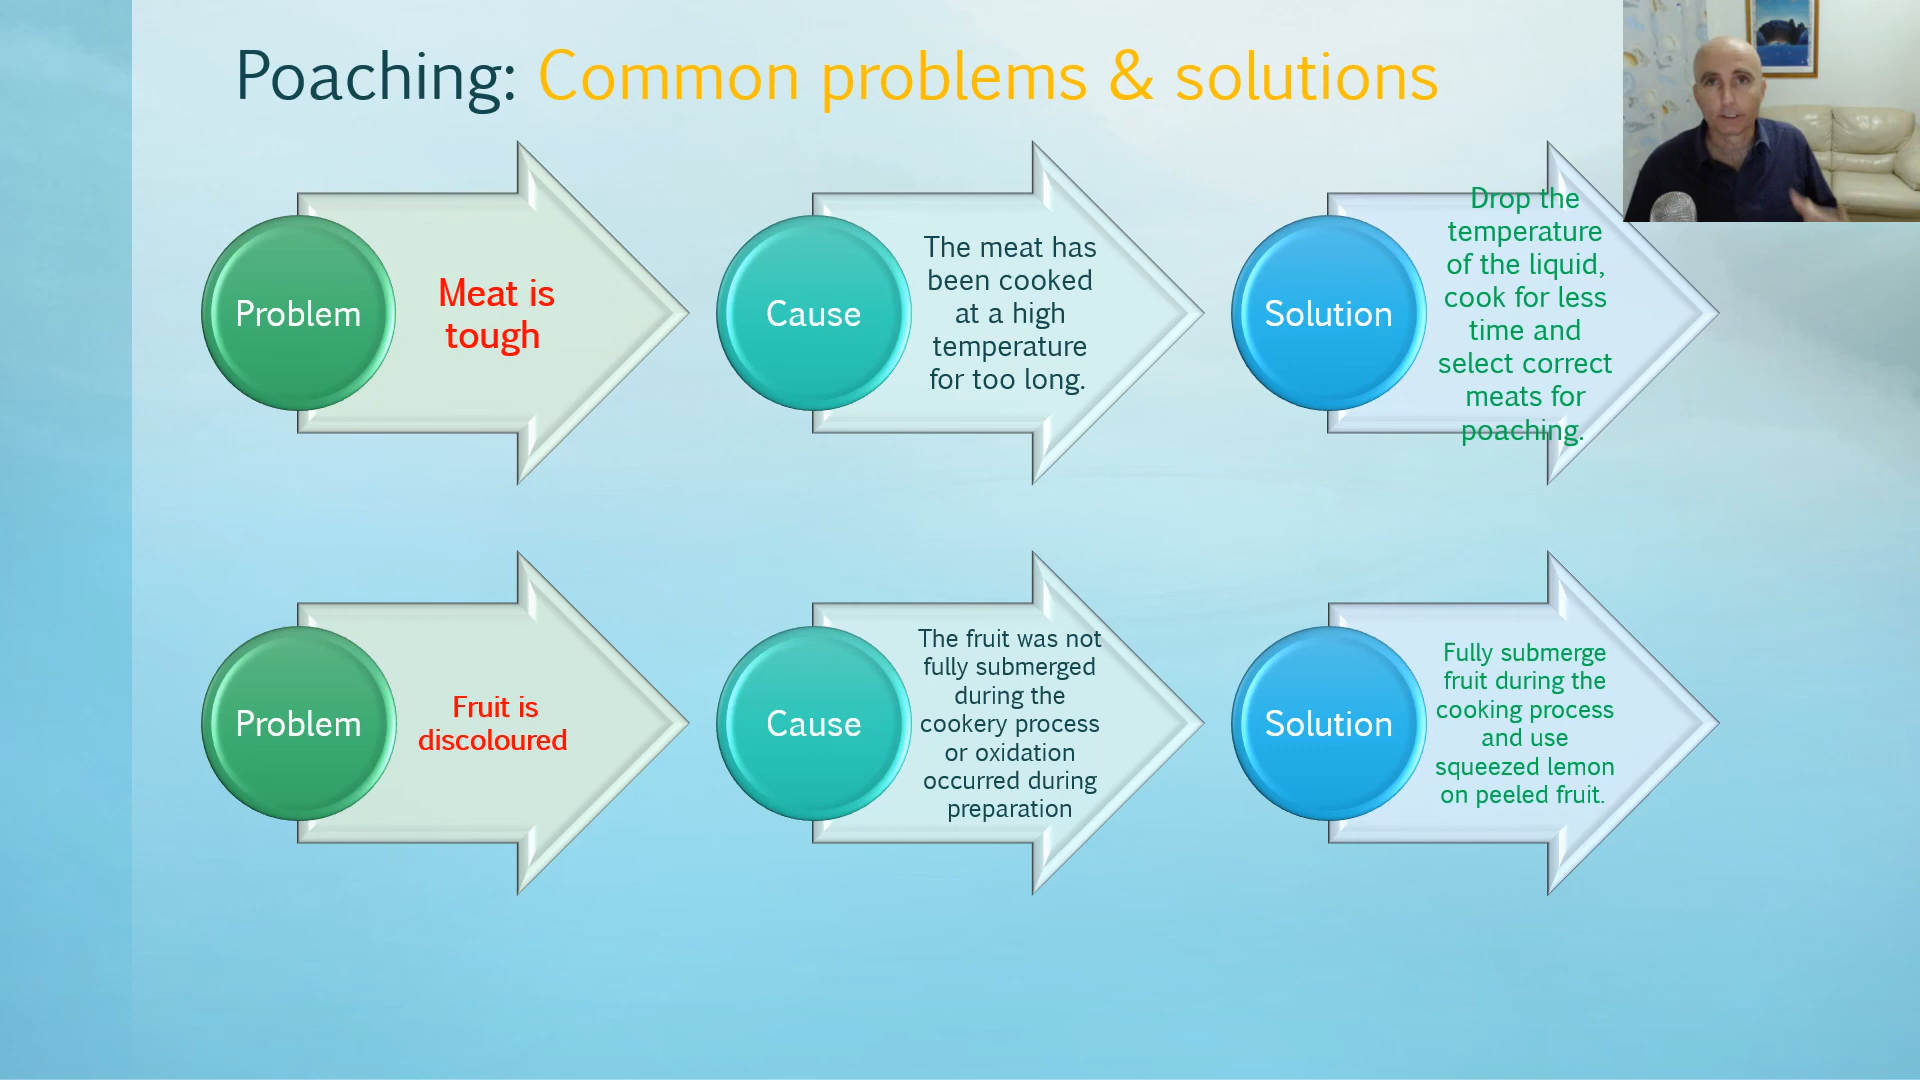 Poaching: Common problems & solutions
Problem
Meat is
tough
Cause
The meat has
been cooked
at a high
temperature
for too long.
Solution
Drop the
temperature
of the liquid,
cook for less
time and
select correct
meats for
poaching.
Problem
Fruit is
discoloured
Cause
The fruit was not
fully submerged
during the
cookery process
or oxidation
occurred during
preparation
Solution
Fully submerge
fruit during the
cooking process
and use
squeezed lemon
on peeled fruit.